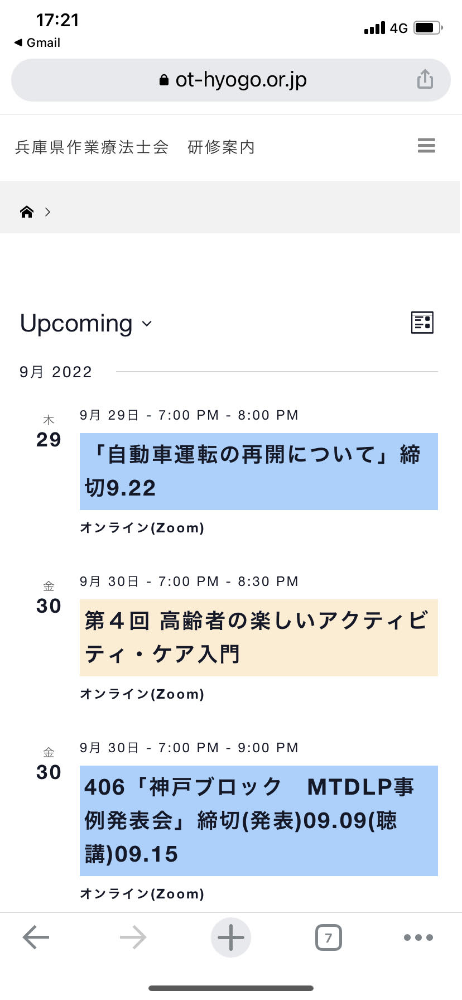 17:21
4G
◀ Gmail
ot-hyogo.or.jp
兵庫県作業療法士会　研修案内
Upcoming
9月 2022
木
29
9月 29日 - 7:00 PM - 8:00 PM
「自動車運転の再開について」締
切9.22
オンライン(Zoom)
金
30
9月 30日 - 7:00 PM - 8:30 PM
第４回 高齢者の楽しいアクティビ
ティ・ケア入門
オンライン(Zoom)
金
30
9月 30日 - 7:00 PM - 9:00 PM
406「神戸ブロック　MTDLP事
例発表会」締切(発表)09.09(聴
講)09.15
オンライン(Zoom)
7